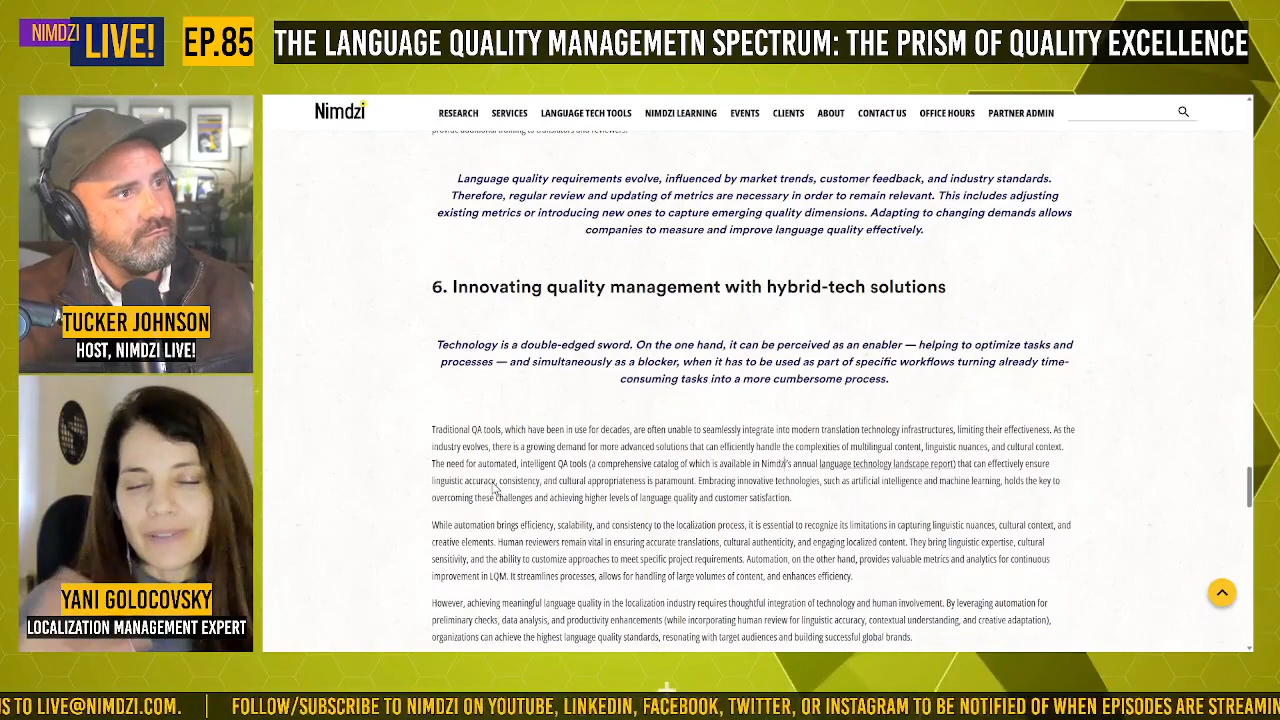 NIMDZI LIVE!
EP.85
THE LANGUAGE QUALITY MANAGEMETN SPECTRUM: THE PRISM OF QUALITY EXCELLENCE
TUCKER JOHNSON
HOST, NIMDZI LIVE!
YANI GOLOCOVSKY
LOCALIZATION MANAGEMENT EXPERT
Nimdzi
RESEARCH SERVICES LANGUAGE TECH TOOLS NIMDZI LEARNING EVENTS CLIENTS ABOUT CONTACT US OFFICE HOURS PARTNER ADMIN
provide additional training to translators and reviewers.
Language quality requirements evolve, influenced by market trends, customer feedback, and industry standards.
Therefore, regular review and updating of metrics are necessary in order to remain relevant. This includes adjusting
existing metrics or introducing new ones to capture emerging quality dimensions. Adapting to changing demands allows
companies to measure and improve language quality effectively.
6. Innovating quality management with hybrid-tech solutions
Technology is a double-edged sword. On the one hand, it can be perceived as an enabler — helping to optimize tasks and
processes — and simultaneously as a blocker, when it has to be used as part of specific workflows turning already time-
consuming tasks into a more cumbersome process.
Traditional QA tools, which have been in use for decades, are often unable to seamlessly integrate into modern translation technology infrastructures, limiting their effectiveness. As the
industry evolves, there is a growing demand for more advanced solutions that can efficiently handle the complexities of multilingual content, linguistic nuances, and cultural context.
The need for automated, intelligent QA tools (a comprehensive catalog of which is available in Nimdzi's annual language technology landscape report) that can effectively ensure
linguistic accuracy, consistency, and cultural appropriateness is paramount. Embracing innovative technologies, such as artificial intelligence and machine learning, holds the key to
overcoming these challenges and achieving higher levels of language quality and customer satisfaction.
While automation brings efficiency, scalability, and consistency to the localization process, it is essential to recognize its limitations in capturing linguistic nuances, cultural context, and
creative elements. Human reviewers remain vital in ensuring accurate translations, cultural authenticity, and engaging localized content. They bring linguistic expertise, cultural
sensitivity, and the ability to customize approaches to meet specific project requirements. Automation, on the other hand, provides valuable metrics and analytics for continuous
improvement in LQM. It streamlines processes, allows for handling of large volumes of content, and enhances efficiency.
However, achieving meaningful language quality in the localization industry requires thoughtful integration of technology and human involvement. By leveraging automation for
preliminary checks, data analysis, and productivity enhancements (while incorporating human review for linguistic accuracy, contextual understanding, and creative adaptation),
organizations can achieve the highest language quality standards, resonating with target audiences and building successful global brands.
US TO LIVE@NIMDZI.COM. | FOLLOW/SUBSCRIBE TO NIMDZI ON YOUTUBE, LINKEDIN, FACEBOOK, TWITTER, OR INSTAGRAM TO BE NOTIFIED OF WHEN EPISODES ARE STREAMIN